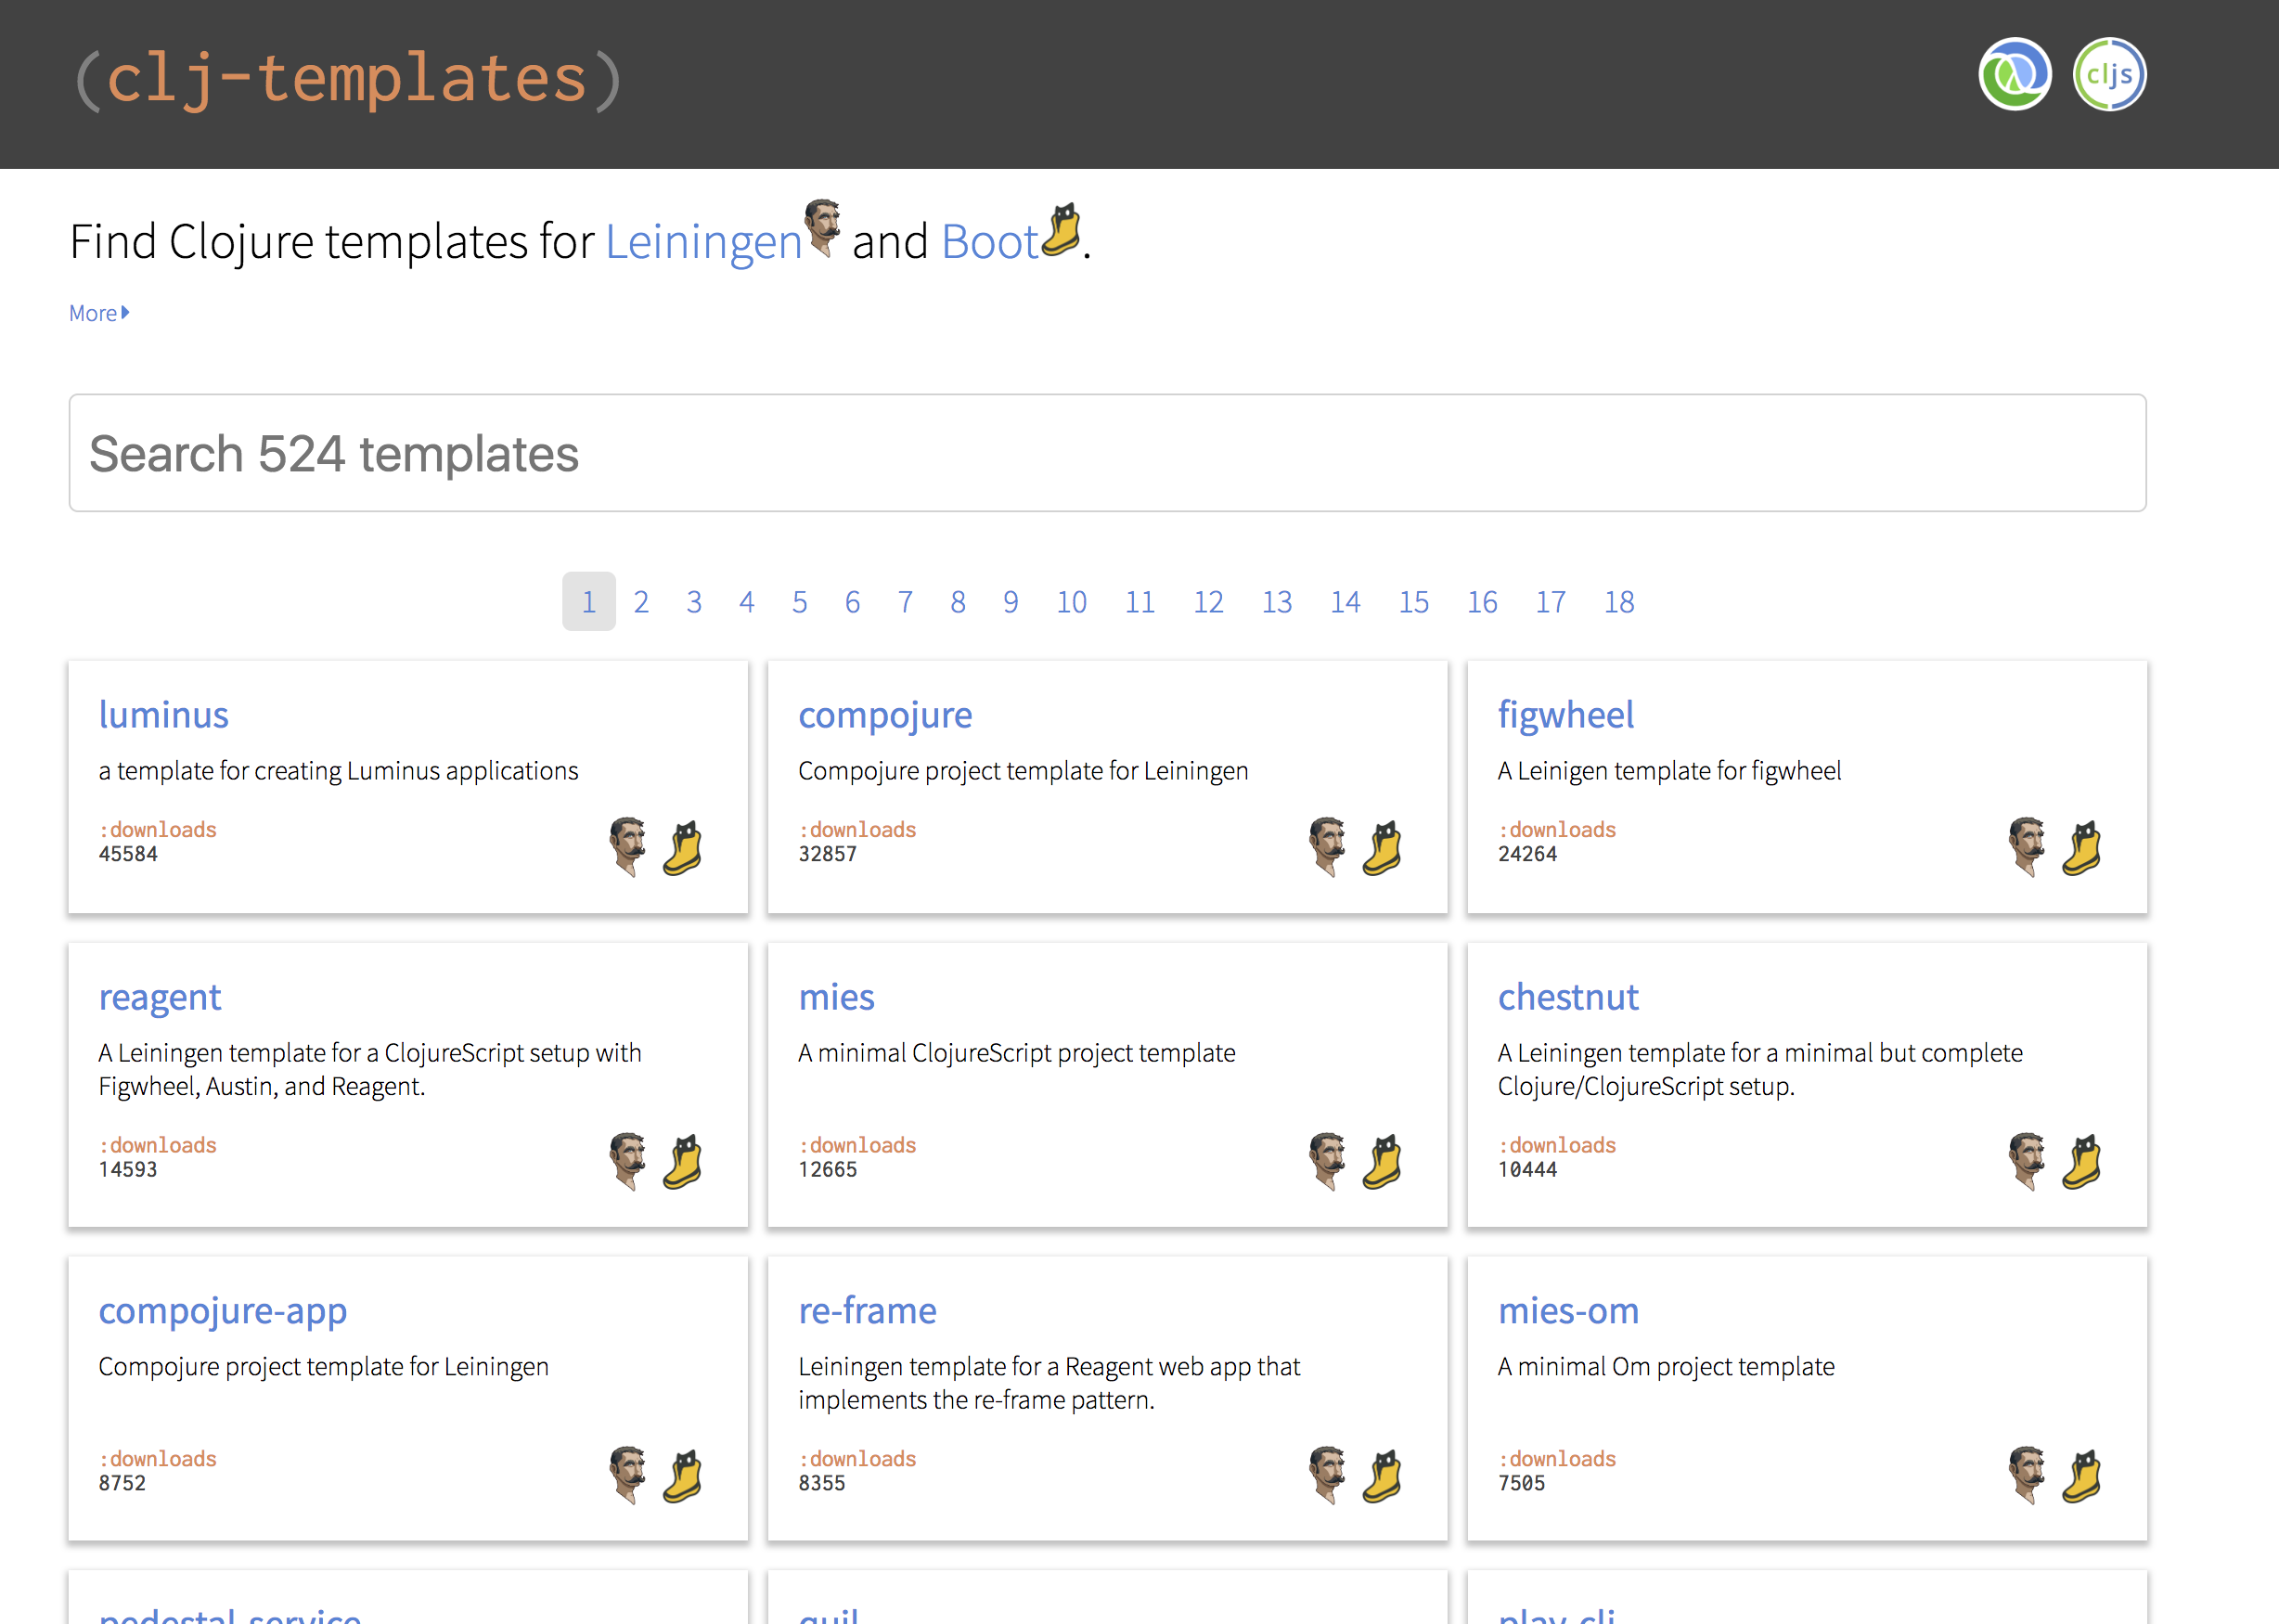 (clj-templates)
cljs
Find Clojure templates for Leiningen and Boot.
More
Search 524 templates
1 2 3 4 5 6 7 8 9 10 11 12 13 14 15 16 17 18
luminus
a template for creating Luminus applications
:downloads
45584
compojure
Compojure project template for Leiningen
:downloads
32857
figwheel
A Leinigen template for figwheel
:downloads
24264
reagent
A Leiningen template for a ClojureScript setup with
Figwheel, Austin, and Reagent.
:downloads
14593
mies
A minimal ClojureScript project template
:downloads
12665
chestnut
A Leiningen template for a minimal but complete
Clojure/ClojureScript setup.
:downloads
10444
compojure-app
Compojure project template for Leiningen
:downloads
8752
re-frame
Leiningen template for a Reagent web app that
implements the re-frame pattern.
:downloads
8355
mies-om
A minimal Om project template
:downloads
7505
pedestal-service
quil
play-clj